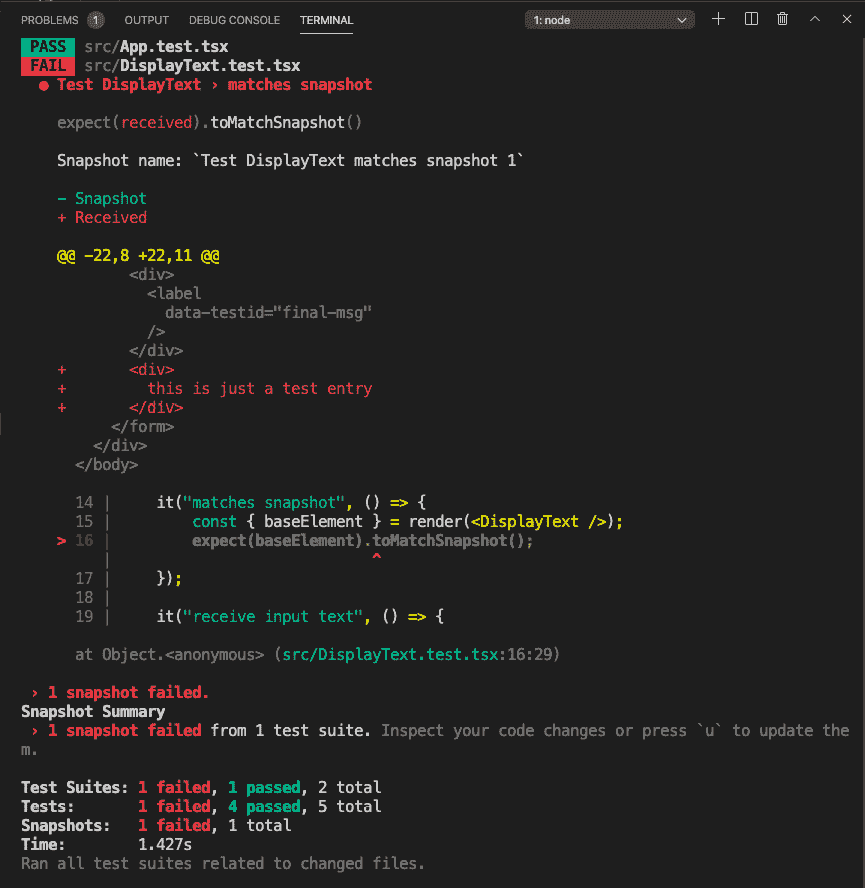 PROBLEMS 1 OUTPUT DEBUG CONSOLE TERMINAL 1: node
PASS src/App.test.tsx
FAIL src/DisplayText.test.tsx
● Test DisplayText › matches snapshot
expect(received).toMatchSnapshot()
Snapshot name: `Test DisplayText matches snapshot 1`
- Snapshot
+ Received
@@ -22,8 +22,11 @@
<div>
<label
data-testid="final-msg"
/>
</div>
+ <div>
+ this is just a test entry
+ </div>
</form>
</div>
</body>
14 | it("matches snapshot", () => {
15 | const { baseElement } = render(<DisplayText />);
> 16 | expect(baseElement).toMatchSnapshot();
| ^
17 | });
18 |
19 | it("receive input text", () => {
at Object.<anonymous> (src/DisplayText.test.tsx:16:29)
› 1 snapshot failed.
Snapshot Summary
› 1 snapshot failed from 1 test suite. Inspect your code changes or press `u` to update the
m.
Test Suites: 1 failed, 1 passed, 2 total
Tests: 1 failed, 4 passed, 5 total
Snapshots: 1 failed, 1 total
Time: 1.427s
Ran all test suites related to changed files.